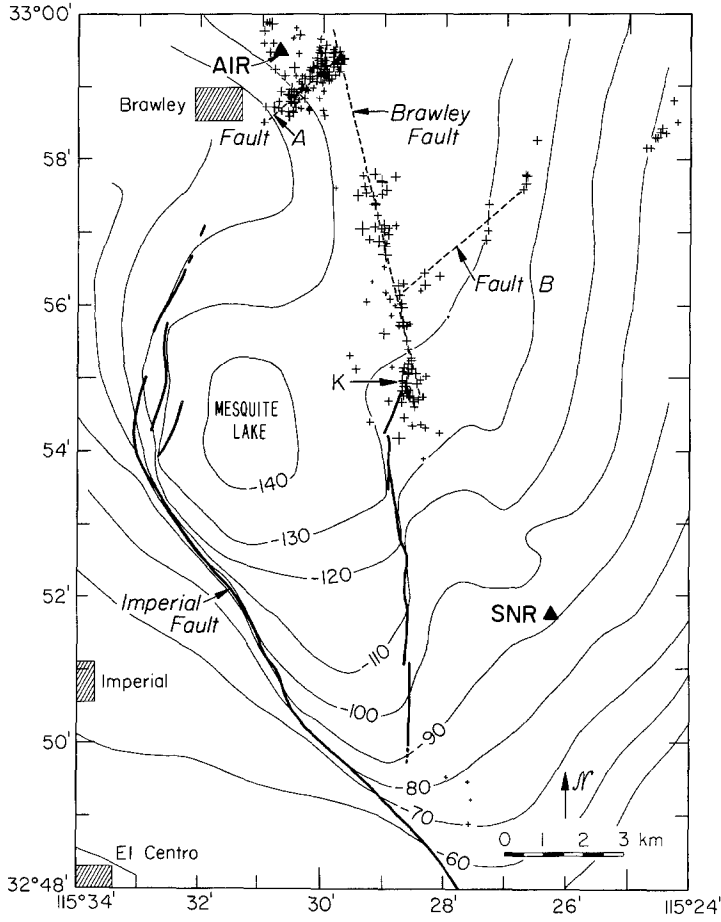 33°00'
AIR
Brawley
Fault
A
Brawley
Fault
58'
Fault B
56'
K
MESQUITE
LAKE
54'
-140
-130
-120
52'
Imperial
Fault
SNR
-110
Imperial
-100
-90
50'
-80
N
-70
0 1 2 3 km
El Centro
-60
32°48'
115°34' 32' 30' 28' 115°24'